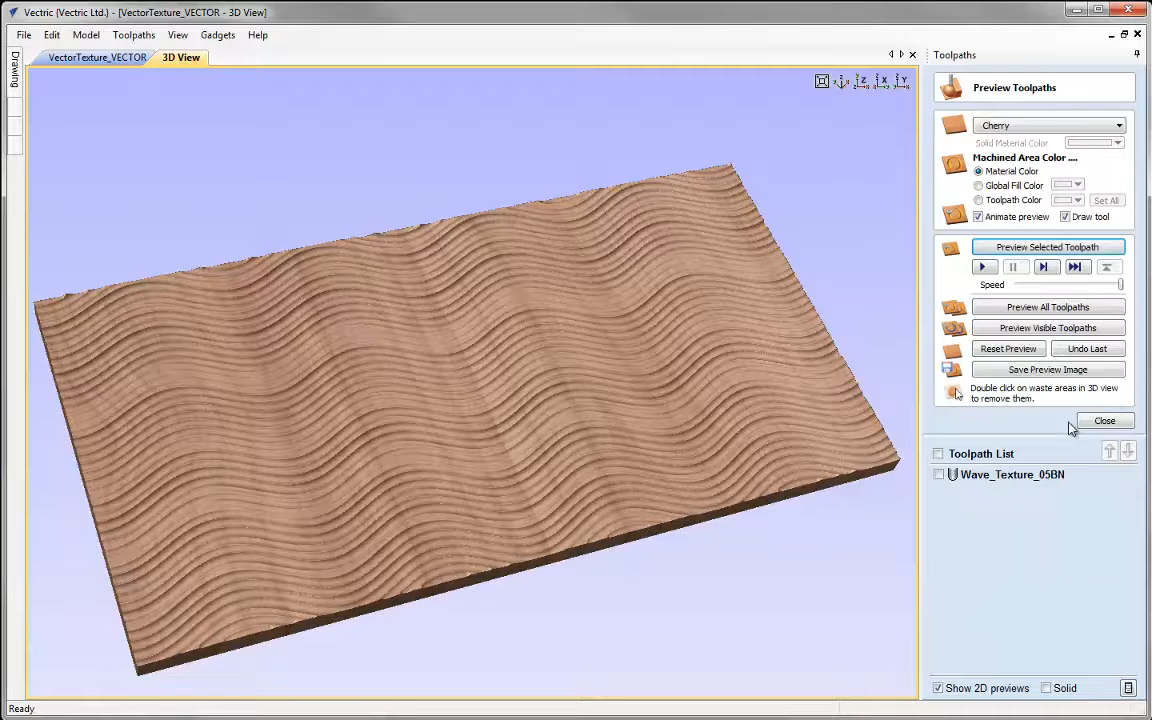 Vectric {Vectric Ltd.} - [VectorTexture_VECTOR - 3D View]
File Edit Model Toolpaths View Gadgets Help
VectorTexture_VECTOR 3D View
Drawing
Z X Y
Toolpaths
Preview Toolpaths
Cherry
Solid Material Color
Machined Area Color ....
Material Color
Global Fill Color
Toolpath Color Set All
Animate preview Draw tool
Preview Selected Toolpath
Speed
Preview All Toolpaths
Preview Visible Toolpaths
Reset Preview Undo Last
Save Preview Image
Double click on waste areas in 3D view
to remove them.
Close
Toolpath List
Wave_Texture_05BN
Show 2D previews Solid
Ready